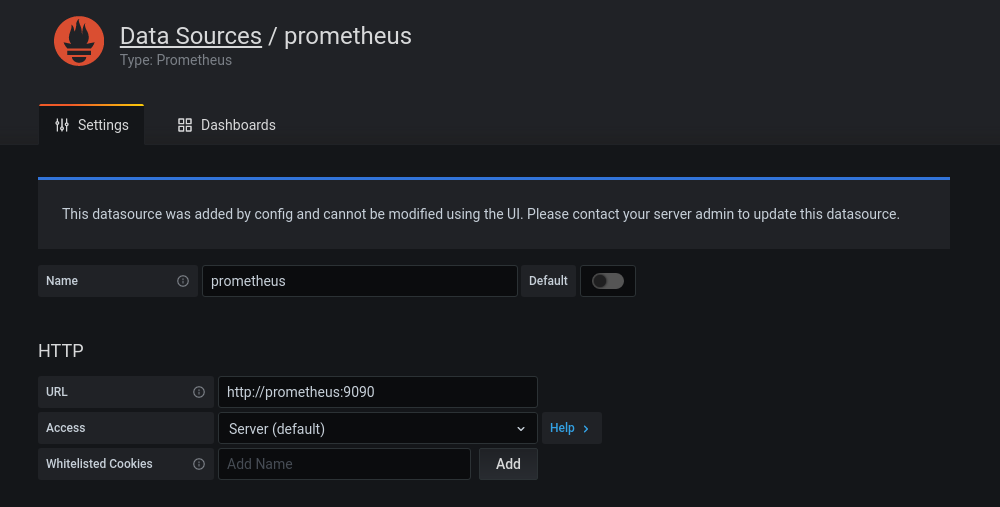 Data Sources / prometheus
Type: Prometheus
Settings
Dashboards
This datasource was added by config and cannot be modified using the UI. Please contact your server admin to update this datasource.
Name
prometheus
Default
HTTP
URL
http://prometheus:9090
Access
Server (default)
Help
Whitelisted Cookies
Add Name
Add